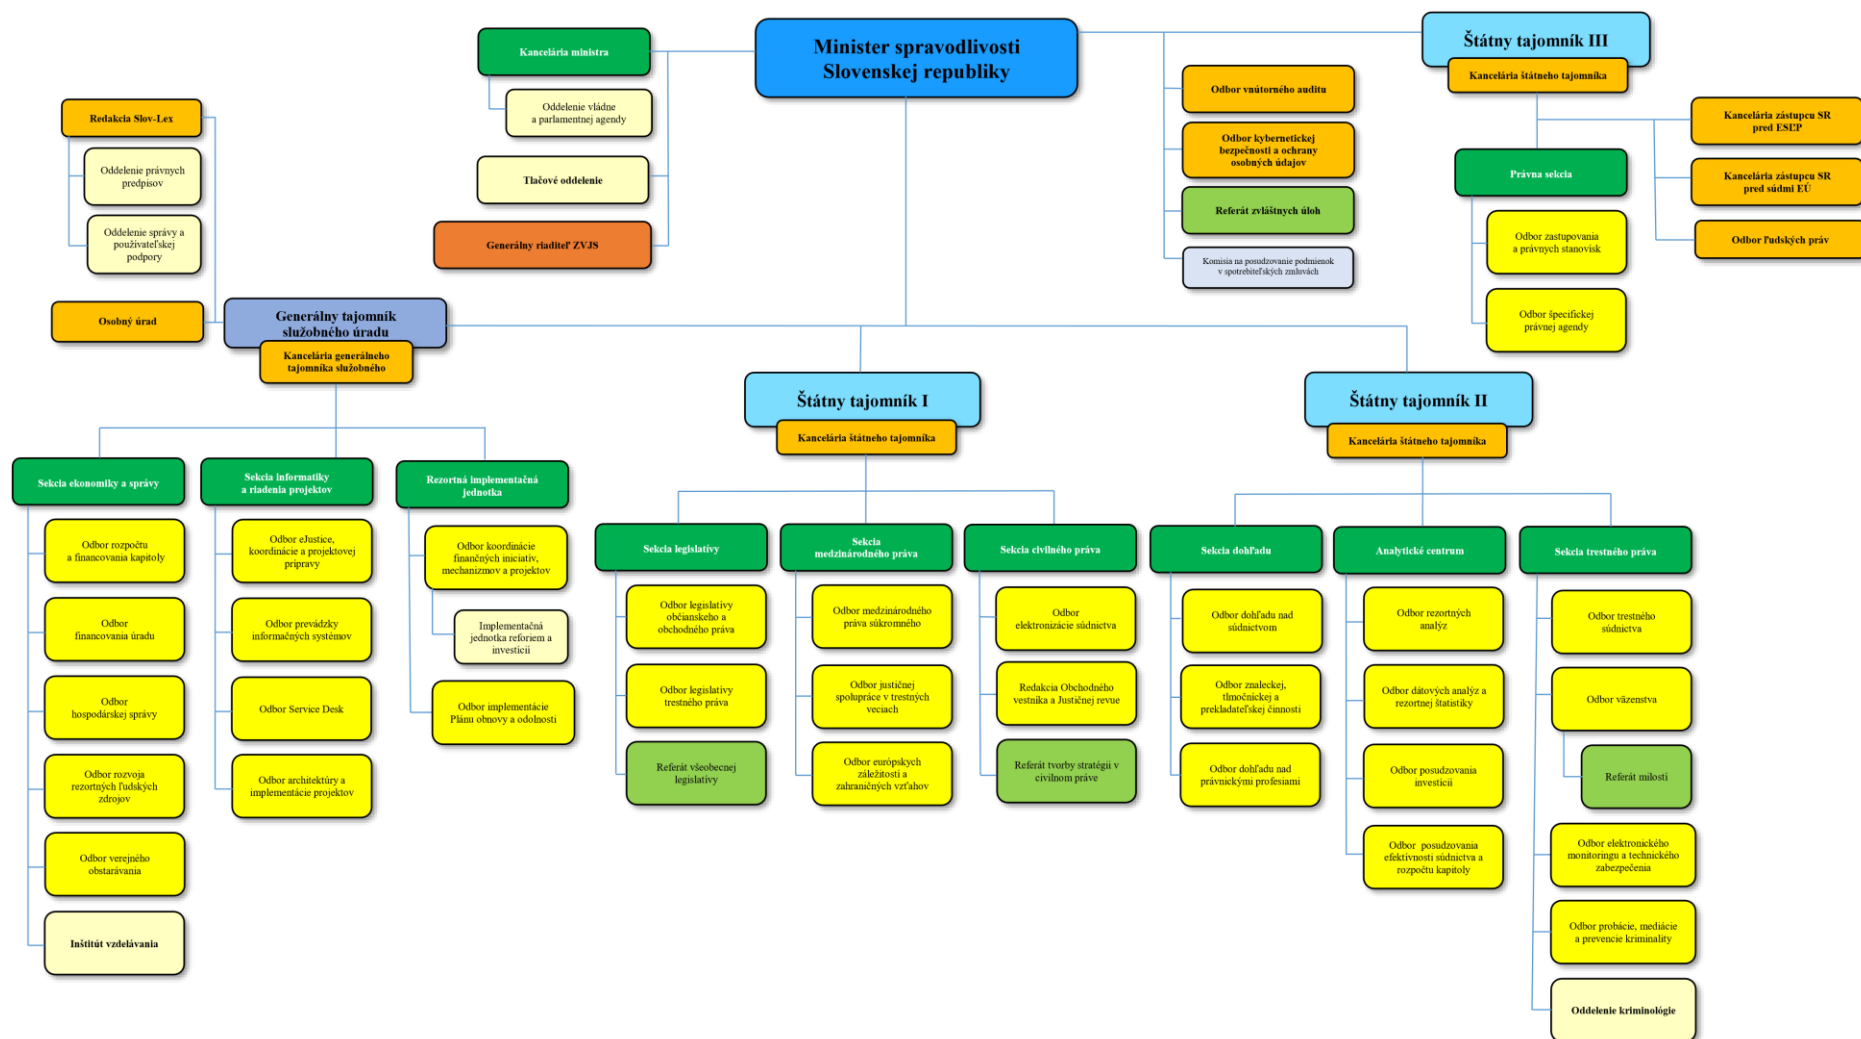 Minister spravodlivosti
Slovenskej republiky
Kancelária ministra
Oddelenie vládne
a parlamentnej agendy
Tlačové oddelenie
Generálny riaditeľ ZVJS
Odbor vnútorného auditu
Odbor kybernetickej
bezpečnosti a ochrany
osobných údajov
Referát zvláštnych úloh
Komisia na posudzovanie podmienok
v spotrebiteľských zmluvách
Štátny tajomník III
Kancelária štátneho tajomníka
Kancelária zástupcu SR
pred ESĽP
Kancelária zástupcu SR
pred súdmi EÚ
Odbor ľudských práv
Právna sekcia
Odbor zastupovania
a právnych stanovísk
Odbor špecifickej
právnej agendy
Redakcia Slov-Lex
Oddelenie právnych
predpisov
Oddelenie správy a
používateľskej
podpory
Osobný úrad
Generálny tajomník
služobného úradu
Kancelária generálneho
tajomníka služobného
Sekcia ekonomiky a správy
Odbor rozpočtu
a financovania kapitoly
Odbor
financovania úradu
Odbor
hospodárskej správy
Odbor rozvoja
rezortných ľudských
zdrojov
Odbor verejného
obstarávania
Inštitút vzdelávania
Sekcia informatiky
a riadenia projektov
Odbor eJustice,
koordinácie a projektovej
prípravy
Odbor prevádzky
informačných systémov
Odbor Service Desk
Odbor architektúry a
implementácie projektov
Rezortná implementačná
jednotka
Odbor koordinácie
finančných iniciatív,
mechanizmov a projektov
Implementačná
jednotka reforiem a
investícií
Odbor implementácie
Plánu obnovy a odolnosti
Štátny tajomník I
Kancelária štátneho tajomníka
Sekcia legislatívy
Odbor legislatívy
občianskeho a
obchodného práva
Odbor legislatívy
trestného práva
Referát všeobecnej
legislatívy
Sekcia
medzinárodného práva
Odbor medzinárodného
práva súkromného
Odbor justičnej
spolupráce v trestných
veciach
Odbor európskych
záležitostí a
zahraničných vzťahov
Sekcia civilného práva
Odbor
elektronizácie súdnictva
Redakcia Obchodného
vestníka a Justičnej revue
Referát tvorby stratégií v
civilnom práve
Štátny tajomník II
Kancelária štátneho tajomníka
Sekcia dohľadu
Odbor dohľadu nad
súdnictvom
Odbor znaleckej,
tlmočníckej a
prekladateľskej činnosti
Odbor dohľadu nad
právnickými profesiami
Analytické centrum
Odbor rezortných
analýz
Odbor dátových analýz a
rezortnej štatistiky
Odbor posudzovania
investícií
Odbor posudzovania
efektívnosti súdnictva a
rozpočtu kapitoly
Sekcia trestného práva
Odbor trestného
súdnictva
Odbor väzenstva
Referát milostí
Odbor elektronického
monitoringu a technického
zabezpečenia
Odbor probácie, mediácie
a prevencie kriminality
Oddelenie kriminológie